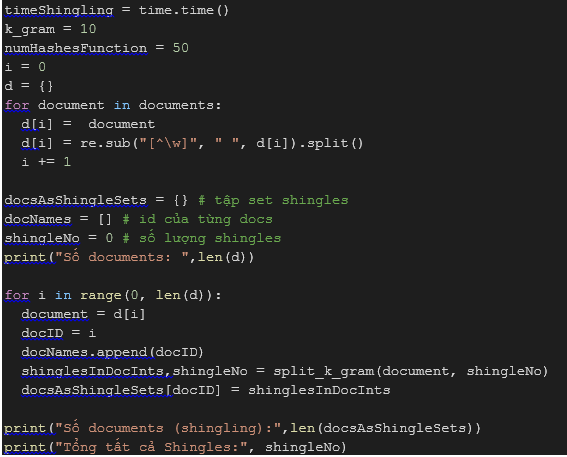 timeShingling = time.time()
k_gram = 10
numHashesFunction = 50
i = 0
d = {}
for document in documents:
  d[i] =  document
  d[i] = re.sub("[^\w]", " ", d[i]).split()
  i += 1

docsAsShingleSets = {} # tập set shingles
docNames = [] # id của từng docs
shingleNo = 0 # số lượng shingles
print("Số documents: ",len(d))

for i in range(0, len(d)):
  document = d[i]
  docID = i
  docNames.append(docID)
  shinglesInDocInts,shingleNo = split_k_gram(document, shingleNo)
  docsAsShingleSets[docID] = shinglesInDocInts

print("Số documents (shingling):",len(docsAsShingleSets))
print("Tổng tất cả Shingles:", shingleNo)